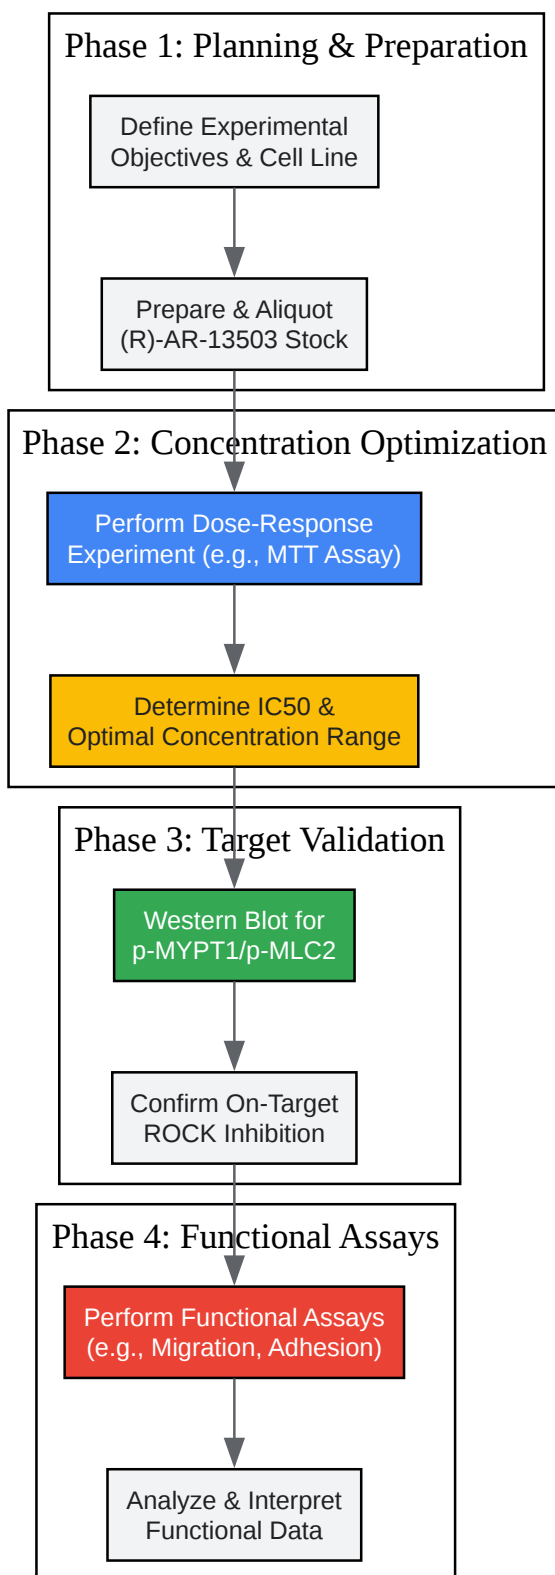 Phase 1: Planning & Preparation
Define Experimental
Objectives & Cell Line
Prepare & Aliquot
(R)-AR-13503 Stock
Phase 2: Concentration Optimization
Perform Dose-Response
Experiment (e.g., MTT Assay)
Determine IC50 &
Optimal Concentration Range
Phase 3: Target Validation
Western Blot for
p-MYPT1/p-MLC2
Confirm On-Target
ROCK Inhibition
Phase 4: Functional Assays
Perform Functional Assays
(e.g., Migration, Adhesion)
Analyze & Interpret
Functional Data